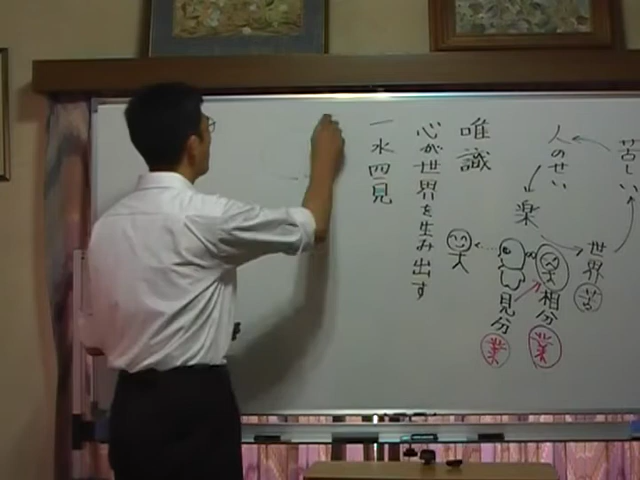 苦しい
人のせい
楽
世界
苦
相分
業
見分
業
唯識
心が世界を生み出す
一水四見